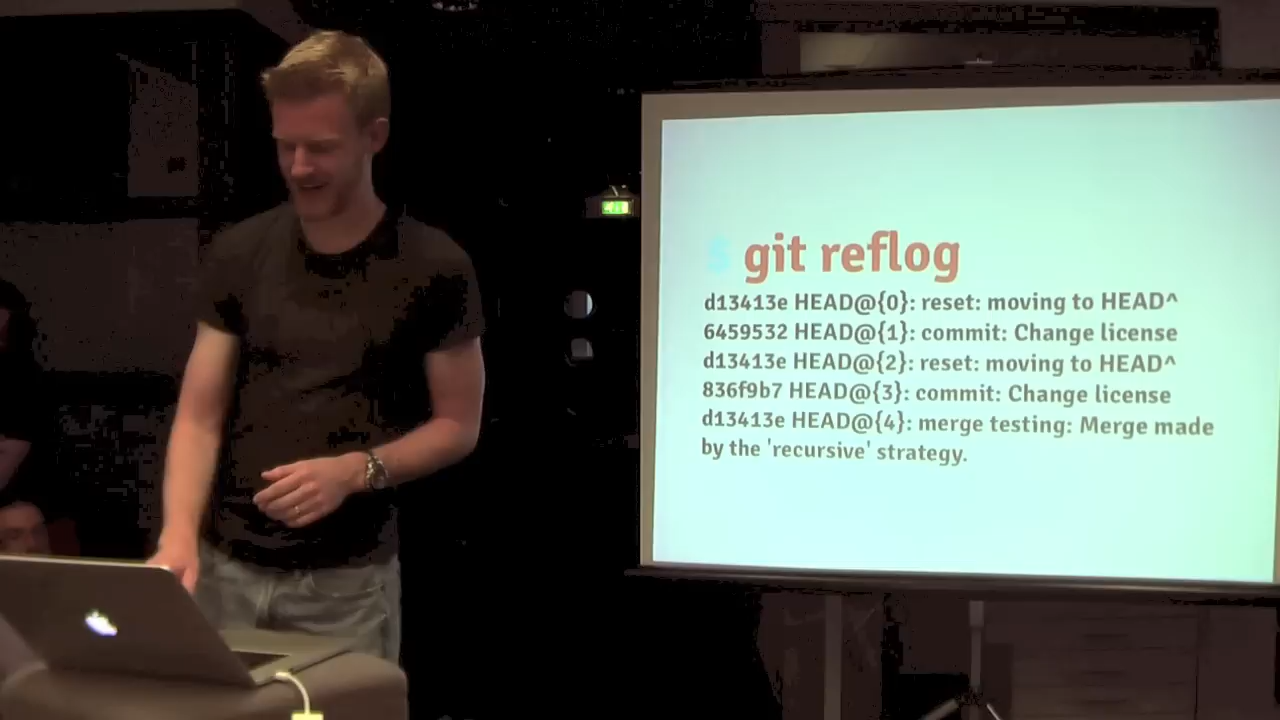 $ git reflog
d13413e HEAD@{0}: reset: moving to HEAD^
6459532 HEAD@{1}: commit: Change license
d13413e HEAD@{2}: reset: moving to HEAD^
836f9b7 HEAD@{3}: commit: Change license
d13413e HEAD@{4}: merge testing: Merge made
by the 'recursive' strategy.